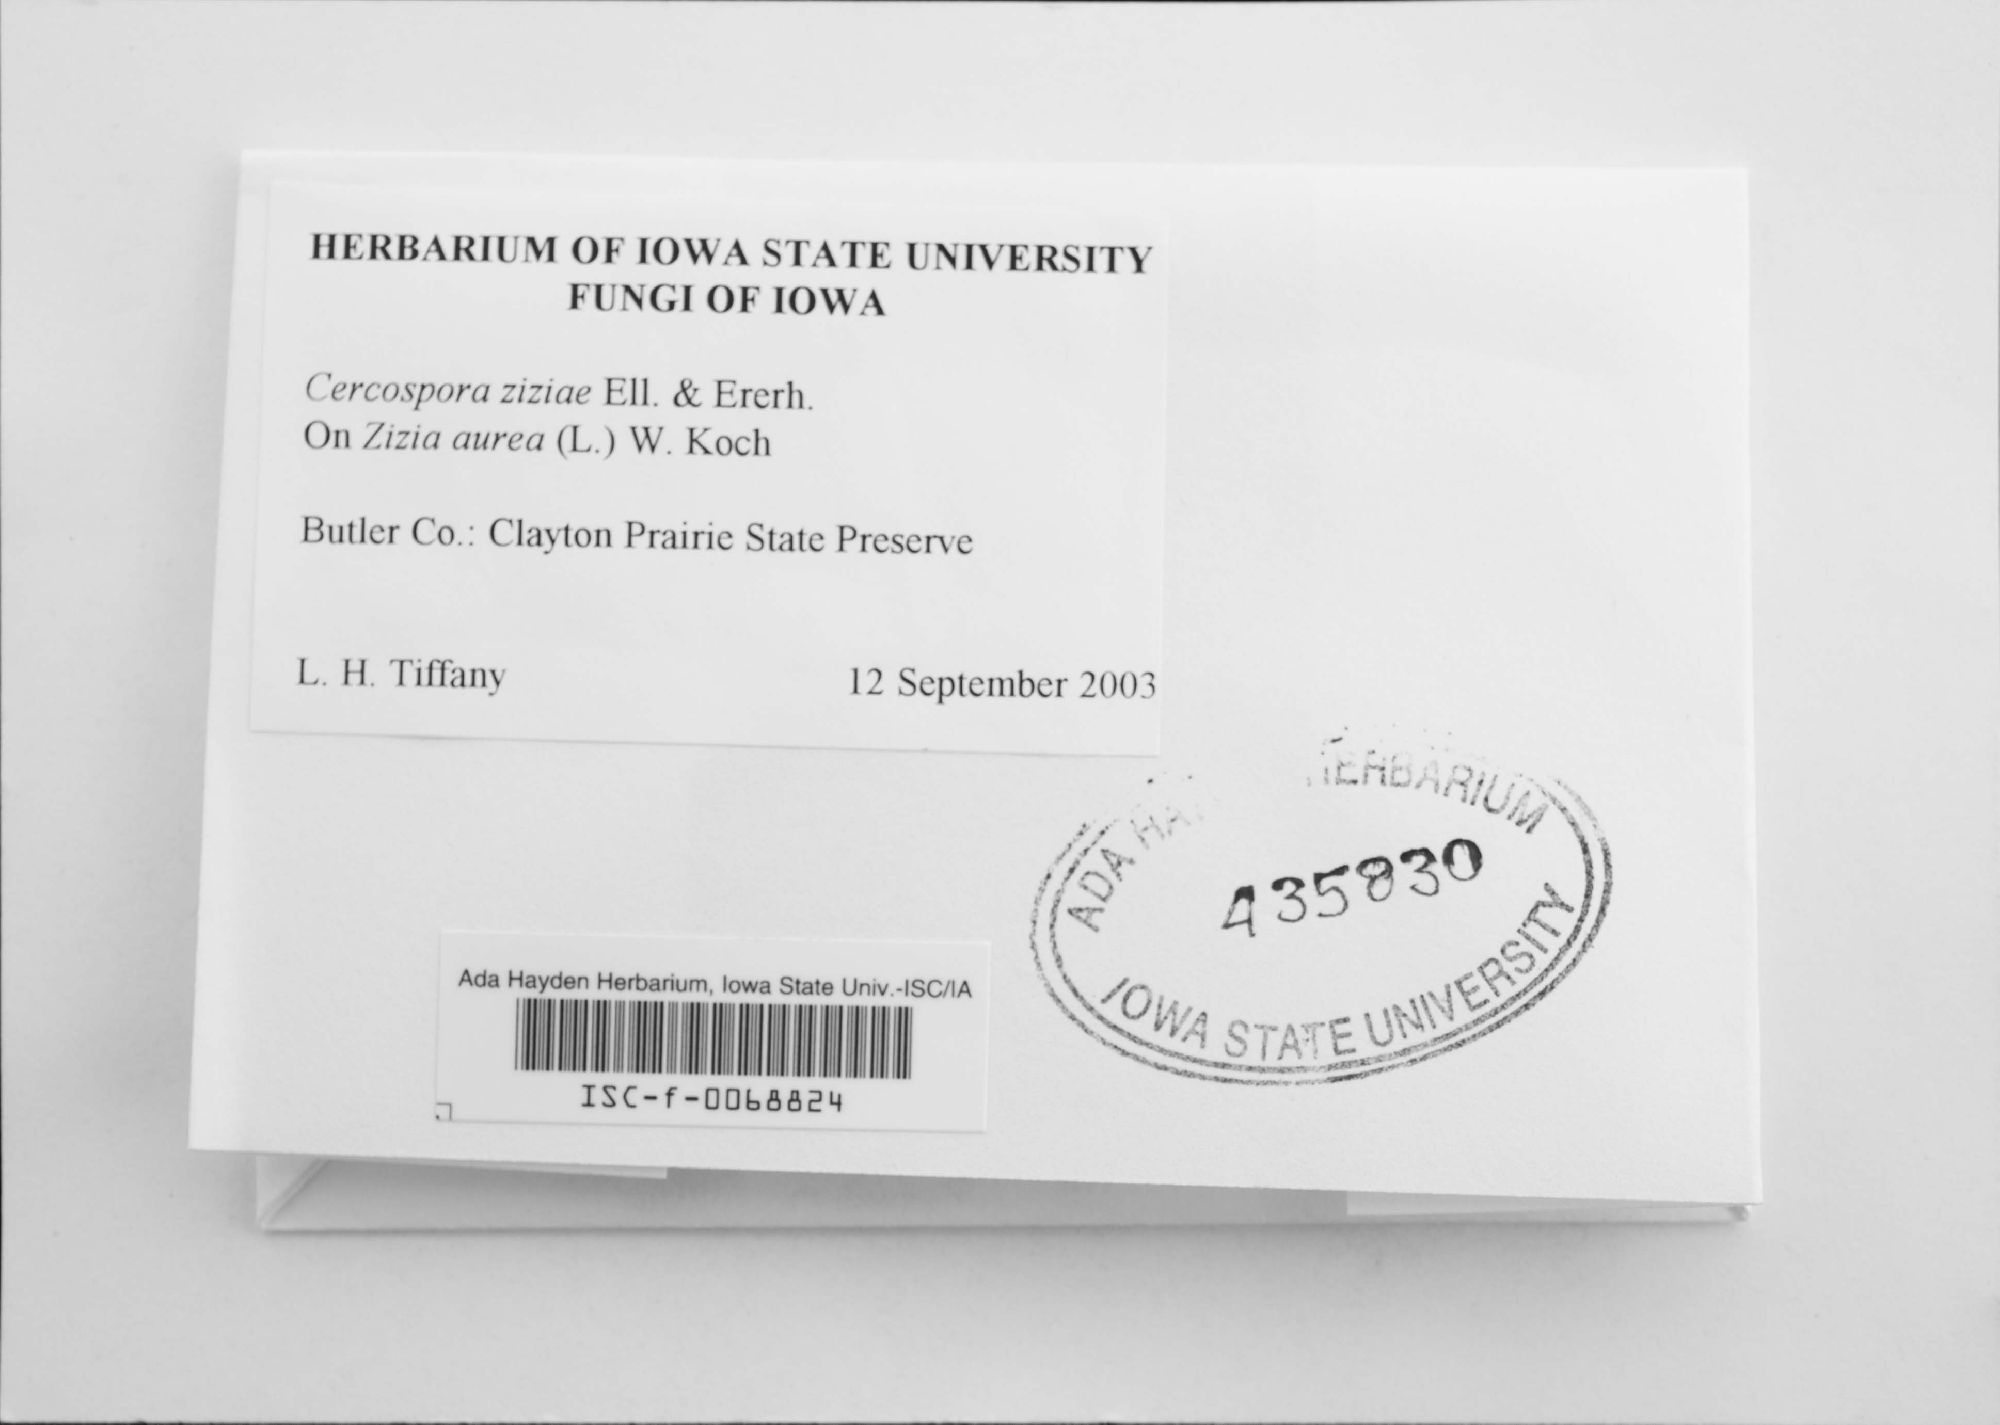 HERBARIUM OF IOWA STATE UNIVERSITY
FUNGI OF IOWA
Cercospora ziziae Ell. & Ererh.
On Zizia aurea (L.) W. Koch
Butler Co.: Clayton Prairie State Preserve
L. H. Tiffany 12 September 2003
ADA HERBARIUM
435830
IOWA STATE UNIVERSITY
Ada Hayden Herbarium, Iowa State Univ.-ISC/IA
ISC-f-0068824